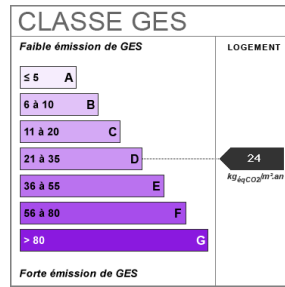 CLASSE GES
Faible émission de GES
LOGEMENT
≤ 5 A
6 à 10 B
11 à 20 C
21 à 35 D
24
kgéqCO2/m².an
36 à 55 E
56 à 80 F
> 80 G
Forte émission de GES